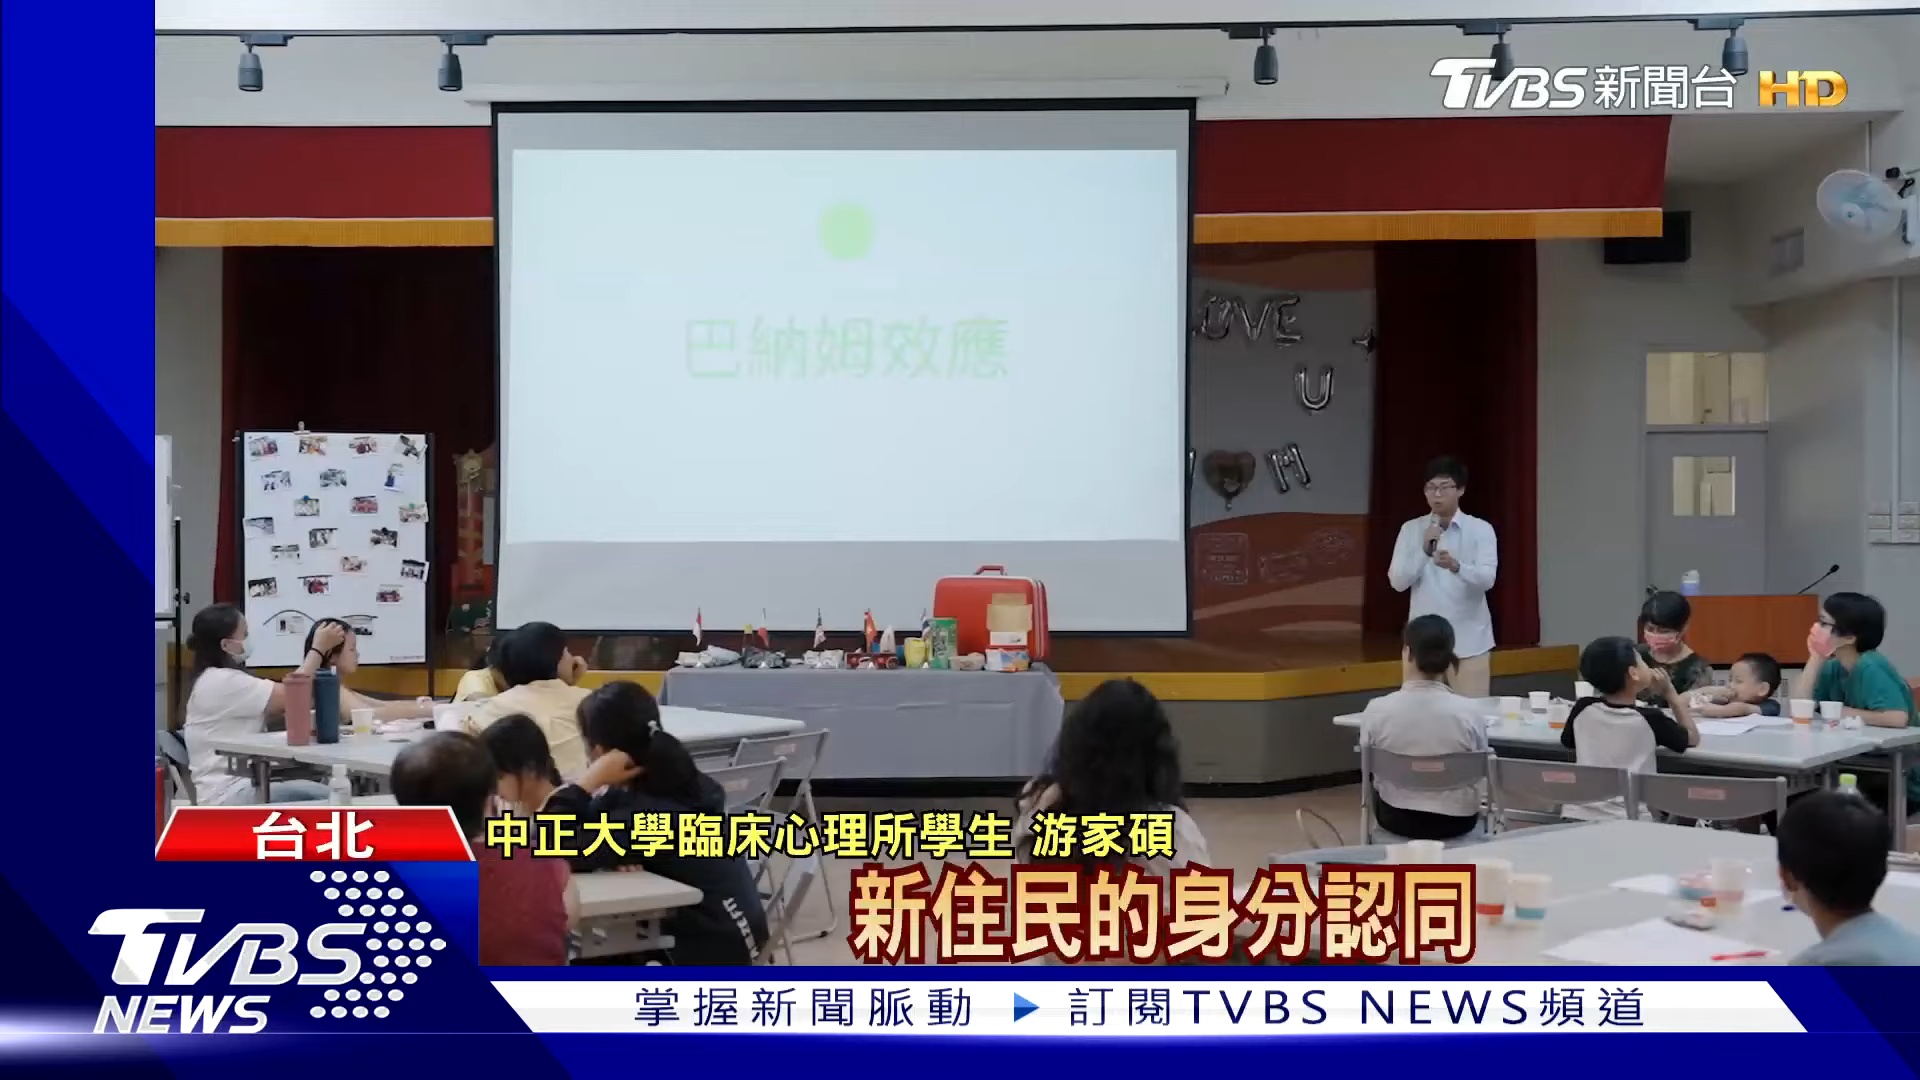 TVBS新聞台 HD
巴納姆效應
LOVE
U
M
台北
中正大學臨床心理所學生 游家碩
新住民的身分認同
TVBS
NEWS
掌握新聞脈動 ▶ 訂閱TVBS NEWS頻道